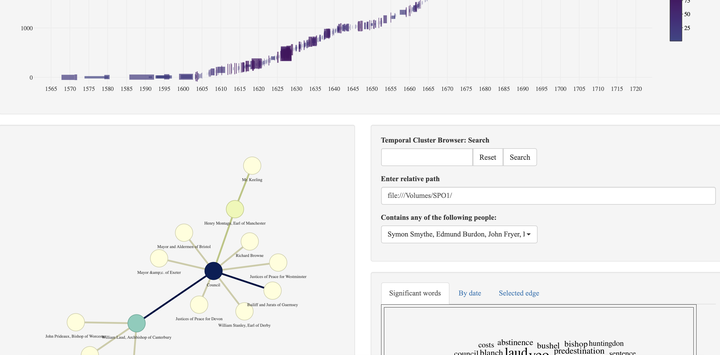 75
1000
50
25
0
1565 1570 1575 1580 1585 1590 1595 1600 1605 1610 1615 1620 1625 1630 1635 1640 1645 1650 1655 1660 1665 1670 1675 1680 1685 1690 1695 1700 1705 1710 1715 1720
Henry Montagu, Earl of Manchester
Mayor and Aldermen of Bristol
Richard Browne
Mayor &c. of Exeter
Justices of Peace for Westminster
Council
Bailiff and Jurats of Guernsey
Justices of Peace for Devon
William Stanley, Earl of Derby
John Prideaux, Bishop of Worcester
William Laud, Archbishop of Canterbury
Temporal Cluster Browser: Search
Reset Search
Enter relative path
file:///Volumes/SPO1/
Contains any of the following people:
Symon Smythe, Edmund Burdon, John Fryer,
Significant words By date Selected edge
costs abstinence bushel bishop huntingdon
council blanch laud predestination sentence